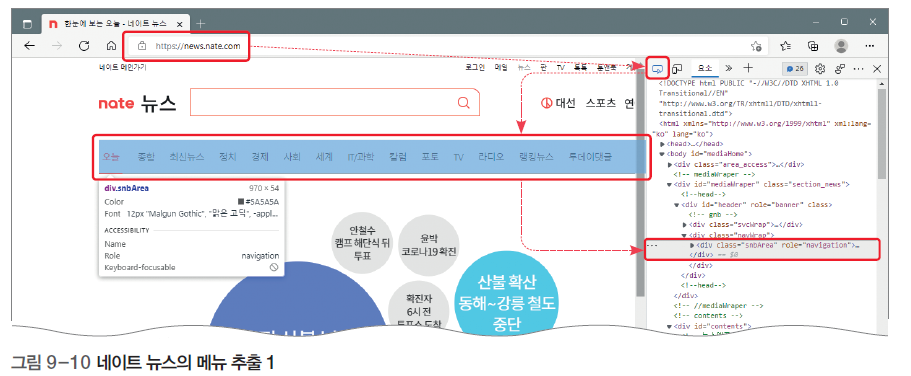 한눈에 보는 오늘 - 네이트 뉴스
https://news.nate.com
네이트 메인가기
로그인 메일 뉴스 판 TV
nate 뉴스
대선 스포츠 연
오늘 종합 최신뉴스 정치 경제 사회 세계 IT/과학 칼럼 포토 TV 라디오 랭킹뉴스 투데이댓글
div.snbArea 970 × 54
Color #5A5A5A
Font 12px "Malgun Gothic", "맑은 고딕", -appl...
ACCESSIBILITY
Name
Role navigation
Keyboard-focusable
안철수
캠프 해단식 뒤
투표
윤박
코로나19 확진
확진자
6시 전
투표소 도착
산불 확산
동해~강릉 철도
중단
요소
26
<!DOCTYPE html PUBLIC "-//W3C//DTD XHTML 1.0
Transitional//EN"
"http://www.w3.org/TR/xhtml1/DTD/xhtml1-
transitional.dtd">
<html xmlns="http://www.w3.org/1999/xhtml" xml:lang=
"ko" lang="ko">
<head>…</head>
<body id="mediaHome">
<div class="area_access">…</div>
<!-- mediaWraper -->
<div id="mediaWraper" class="section_news">
<!--head-->
<div id="header" role="banner" class>
<!-- gnb -->
<div class="svcWrap">…</div>
<div class="navWrap">
<div class="snbArea" role="navigation">…
</div> == $0
</div>
</div>
<!--head-->
</div>
<!-- //mediaWraper -->
<!-- contents -->
<div id="contents">
그림 9-10 네이트 뉴스의 메뉴 추출 1